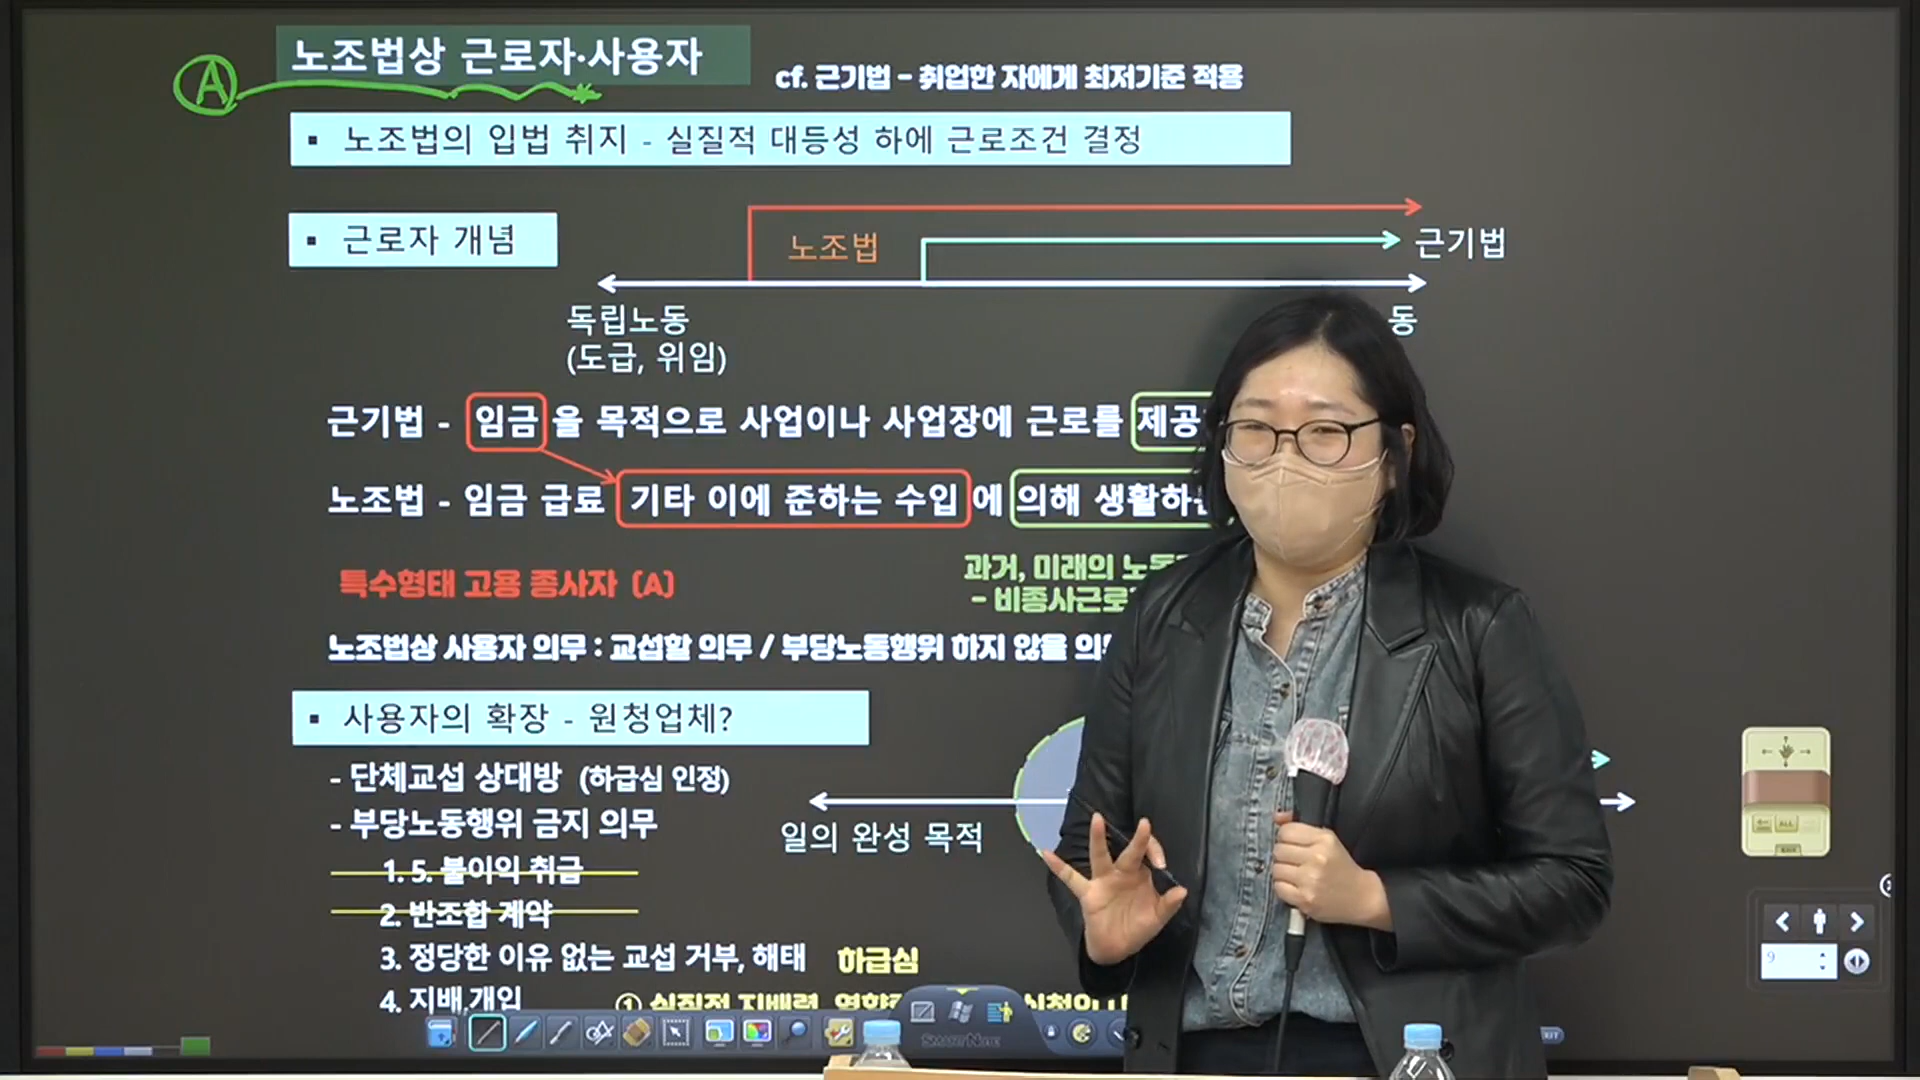 노조법상 근로자·사용자
A
cf. 근기법 - 취업한 자에게 최저기준 적용
▪ 노조법의 입법 취지 - 실질적 대등성 하에 근로조건 결정
▪ 근로자 개념
노조법
근기법
독립노동
(도급, 위임)
동
근기법 - 임금을 목적으로 사업이나 사업장에 근로를 제공
노조법 - 임금 급료 기타 이에 준하는 수입에 의해 생활하는
특수형태 고용 종사자 (A)
과거, 미래의
- 비종사근로
노조법상 사용자 의무 : 교섭할 의무 / 부당노동행위 하지 않을 의무
▪ 사용자의 확장 - 원청업체?
- 단체교섭 상대방 (하급심 인정)
- 부당노동행위 금지 의무
일의 완성 목적
1. 5. 불이익 취급
2. 반조합 계약
3. 정당한 이유 없는 교섭 거부, 해태 하급심
4. 지배,개입
① 실질적 지배력
9
ALL
EXIT